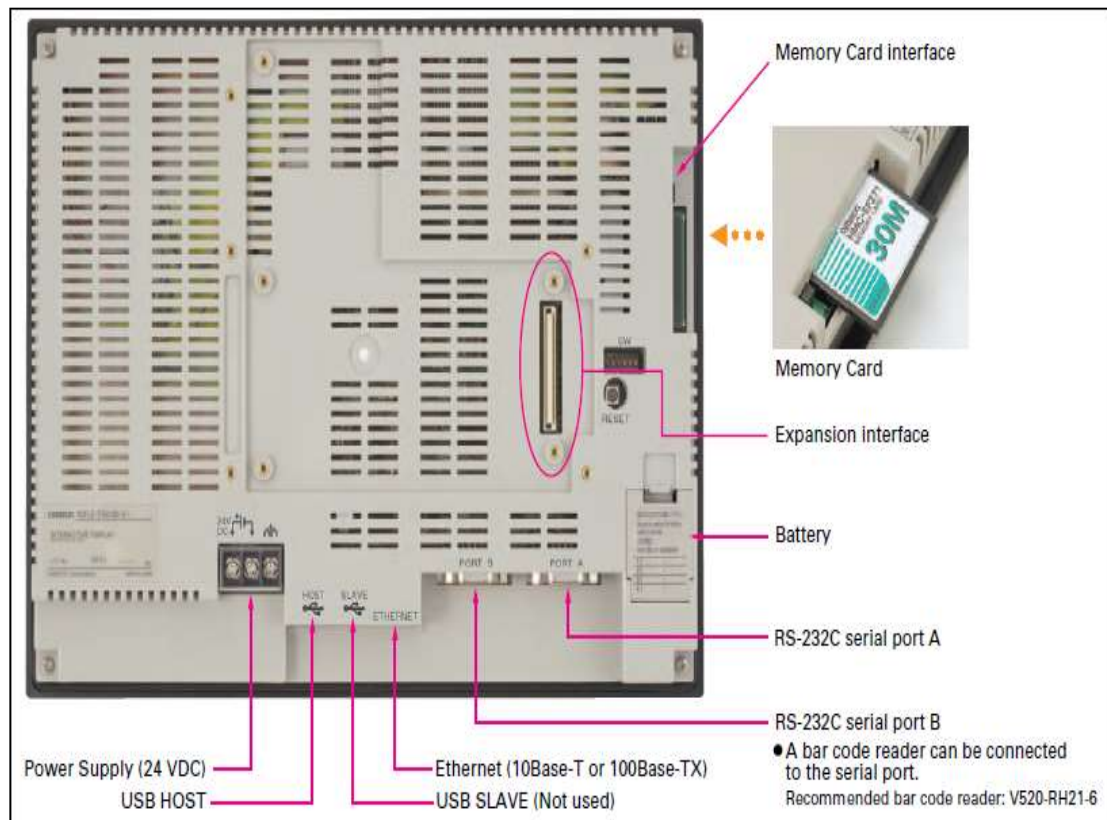 Memory Card interface
30M
Memory Card
SW
RESET
Expansion interface
Battery
24V
DC
PORT B
PORT A
HOST
SLAVE
ETHERNET
RS-232C serial port A
RS-232C serial port B
●A bar code reader can be connected
to the serial port.
Recommended bar code reader: V520-RH21-6
Power Supply (24 VDC)
USB HOST
Ethernet (10Base-T or 100Base-TX)
USB SLAVE (Not used)